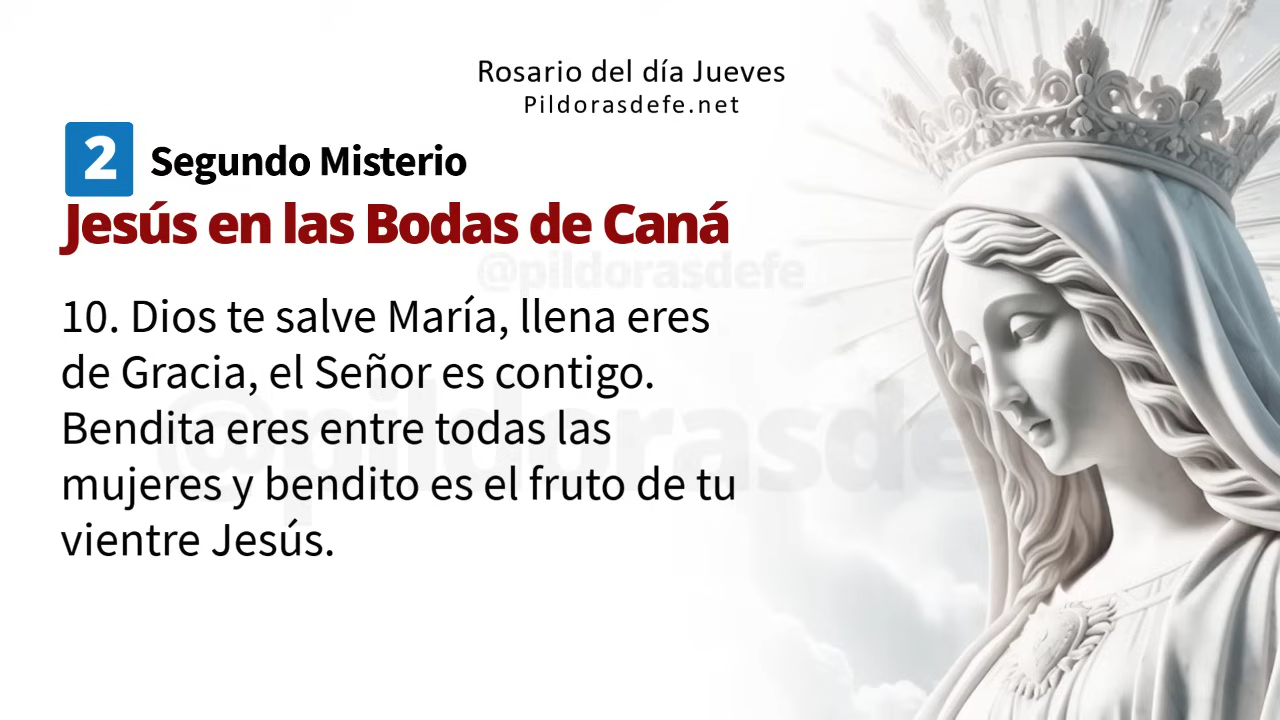 Rosario del día Jueves
Pildorasdefe.net
2 Segundo Misterio
Jesús en las Bodas de Caná
@pildorasdefe
10. Dios te salve María, llena eres
de Gracia, el Señor es contigo.
Bendita eres entre todas las
mujeres y bendito es el fruto de tu
vientre Jesús.
@pildorasde